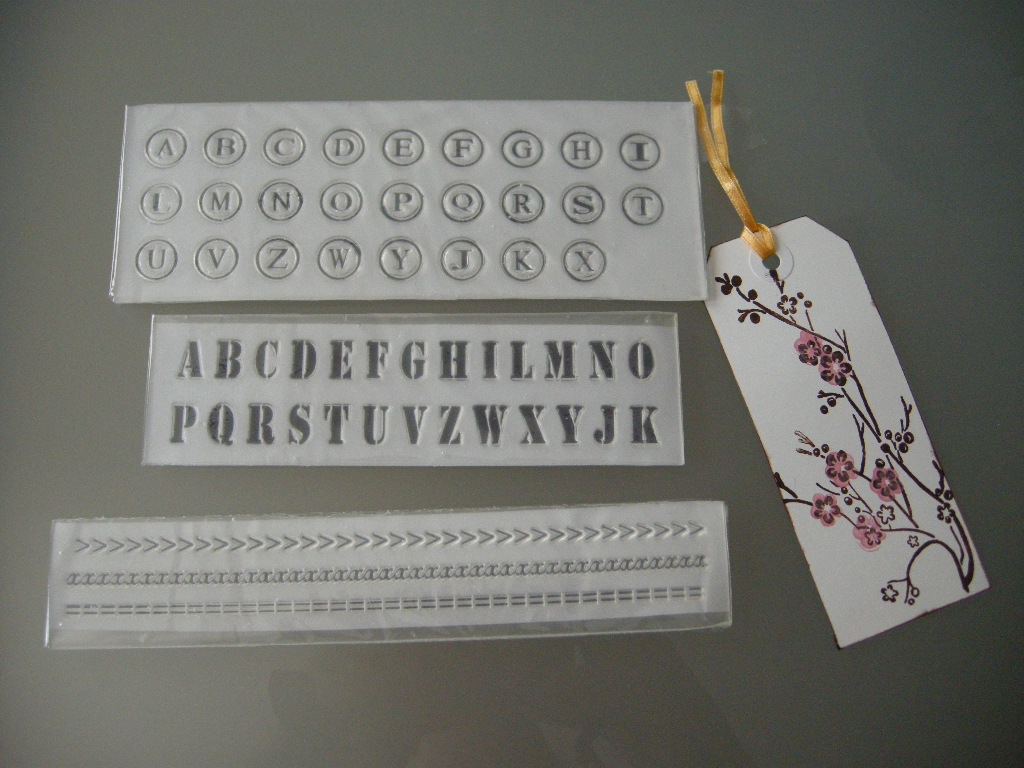 A B C D E F G H I
L M N O P Q R S T
U V Z W Y J K X
ABCDEFGHILMNO
PQRSTUVZWXYJK